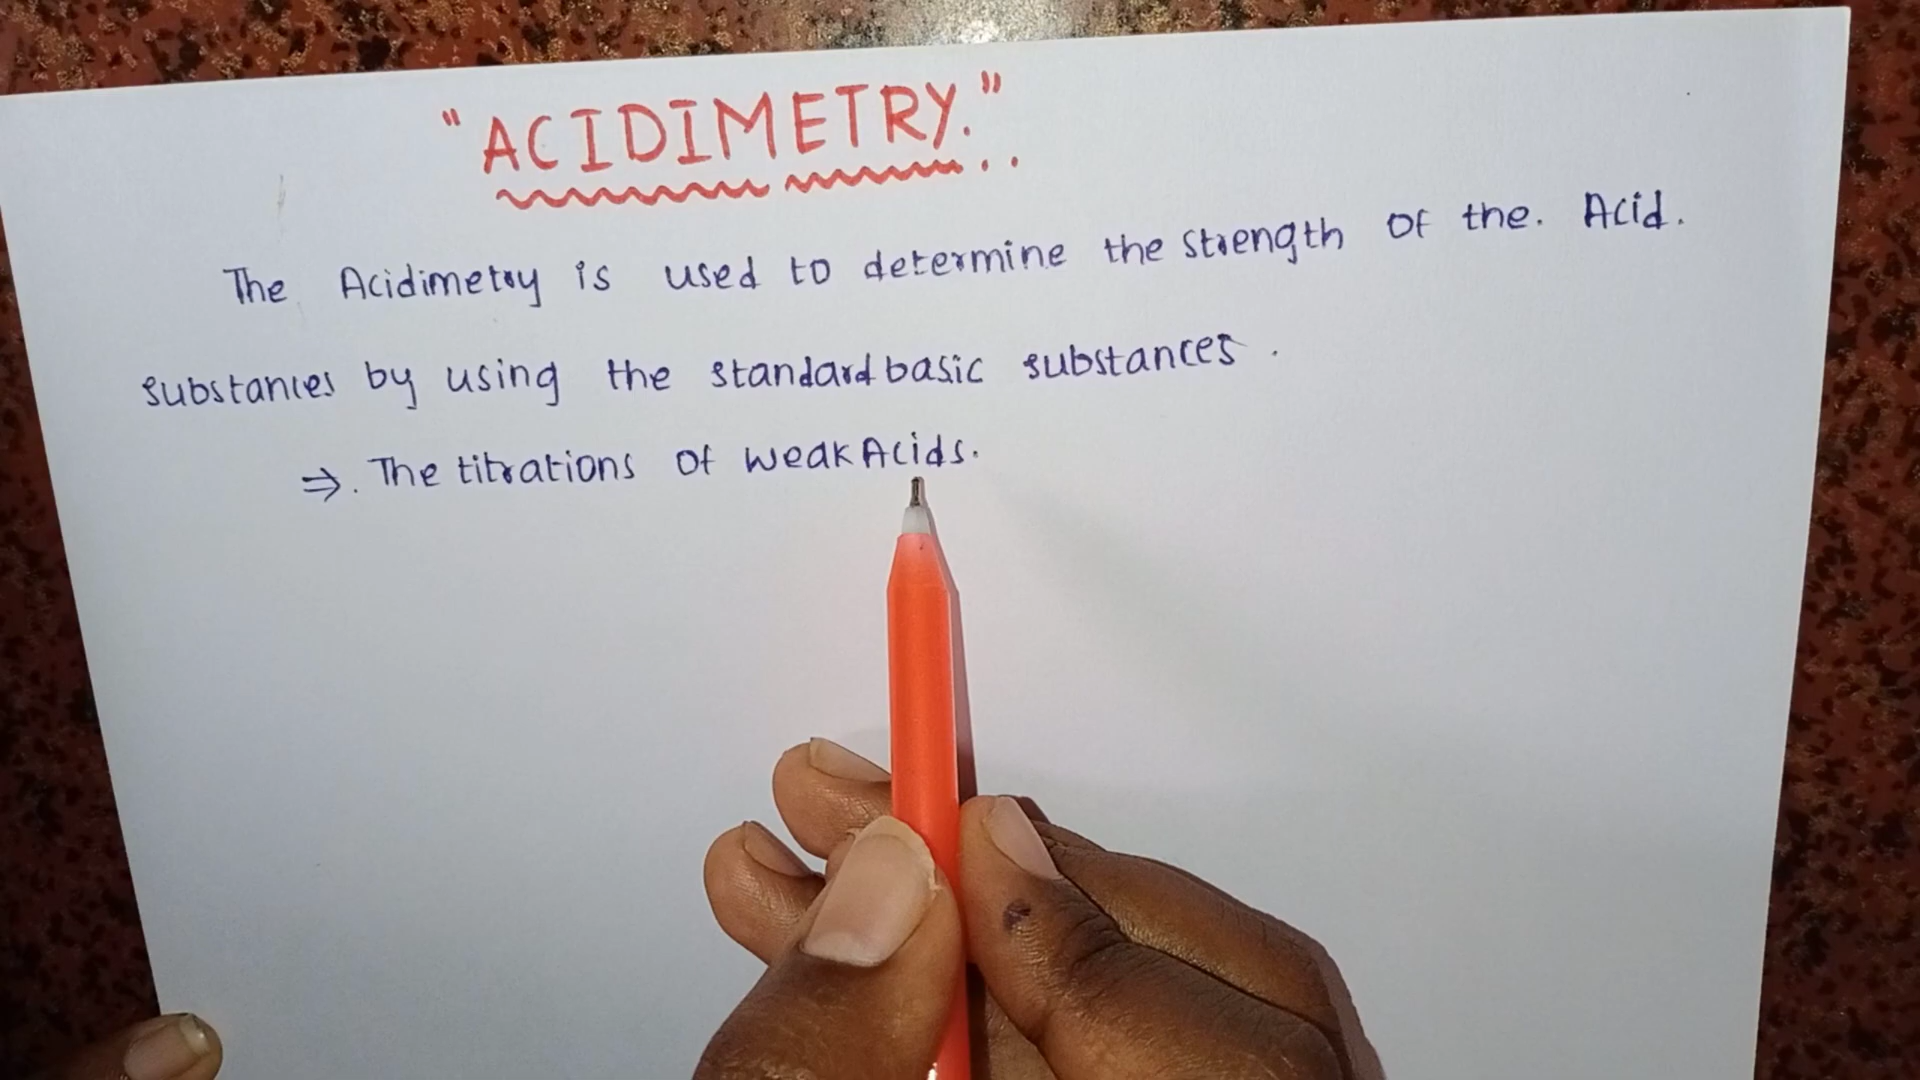 "ACIDIMETRY."
The Acidimetry is used to determine the strength of the. Acid.
substances by using the standard basic substances.
⇒. The titrations of weak Acids.